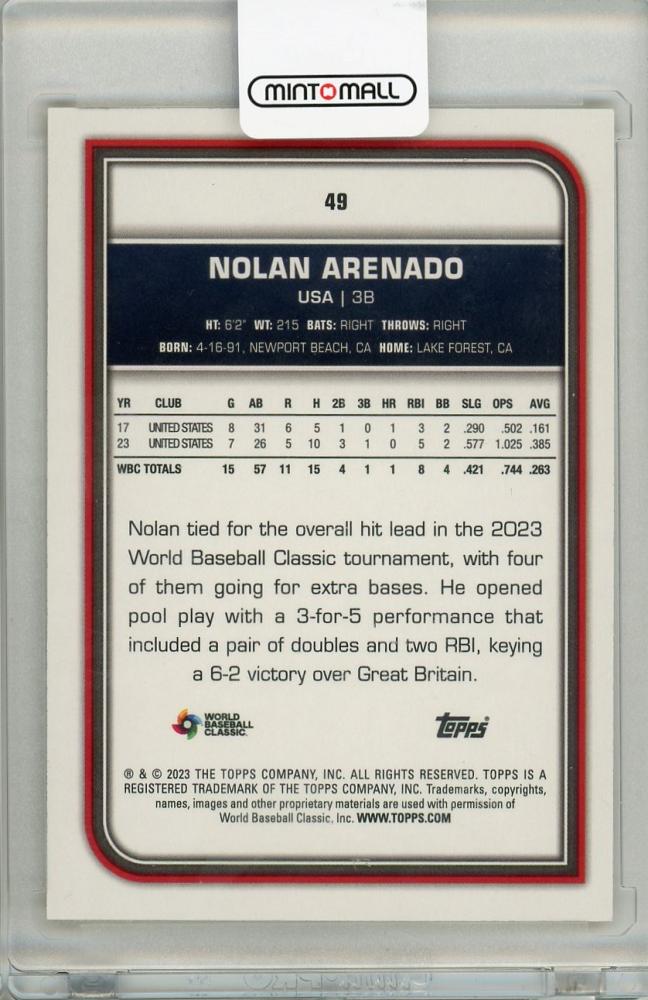 MINTOMALL
49
NOLAN ARENADO
USA | 3B
HT: 6'2" WT: 215 BATS: RIGHT THROWS: RIGHT
BORN: 4-16-91, NEWPORT BEACH, CA HOME: LAKE FOREST, CA
YR CLUB G AB R H 2B 3B HR RBI BB SLG OPS AVG
17 UNITED STATES 8 31 6 5 1 0 1 3 2 .290 .502 .161
23 UNITED STATES 7 26 5 10 3 1 0 5 2 .577 1.025 .385
WBC TOTALS 15 57 11 15 4 1 1 8 4 .421 .744 .263
Nolan tied for the overall hit lead in the 2023
World Baseball Classic tournament, with four
of them going for extra bases. He opened
pool play with a 3-for-5 performance that
included a pair of doubles and two RBI, keying
a 6-2 victory over Great Britain.
WORLD
BASEBALL
CLASSIC.
Topps®
® & © 2023 THE TOPPS COMPANY, INC. ALL RIGHTS RESERVED. TOPPS IS A
REGISTERED TRADEMARK OF THE TOPPS COMPANY, INC. Trademarks, copyrights,
names, images and other proprietary materials are used with permission of
World Baseball Classic, Inc. WWW.TOPPS.COM